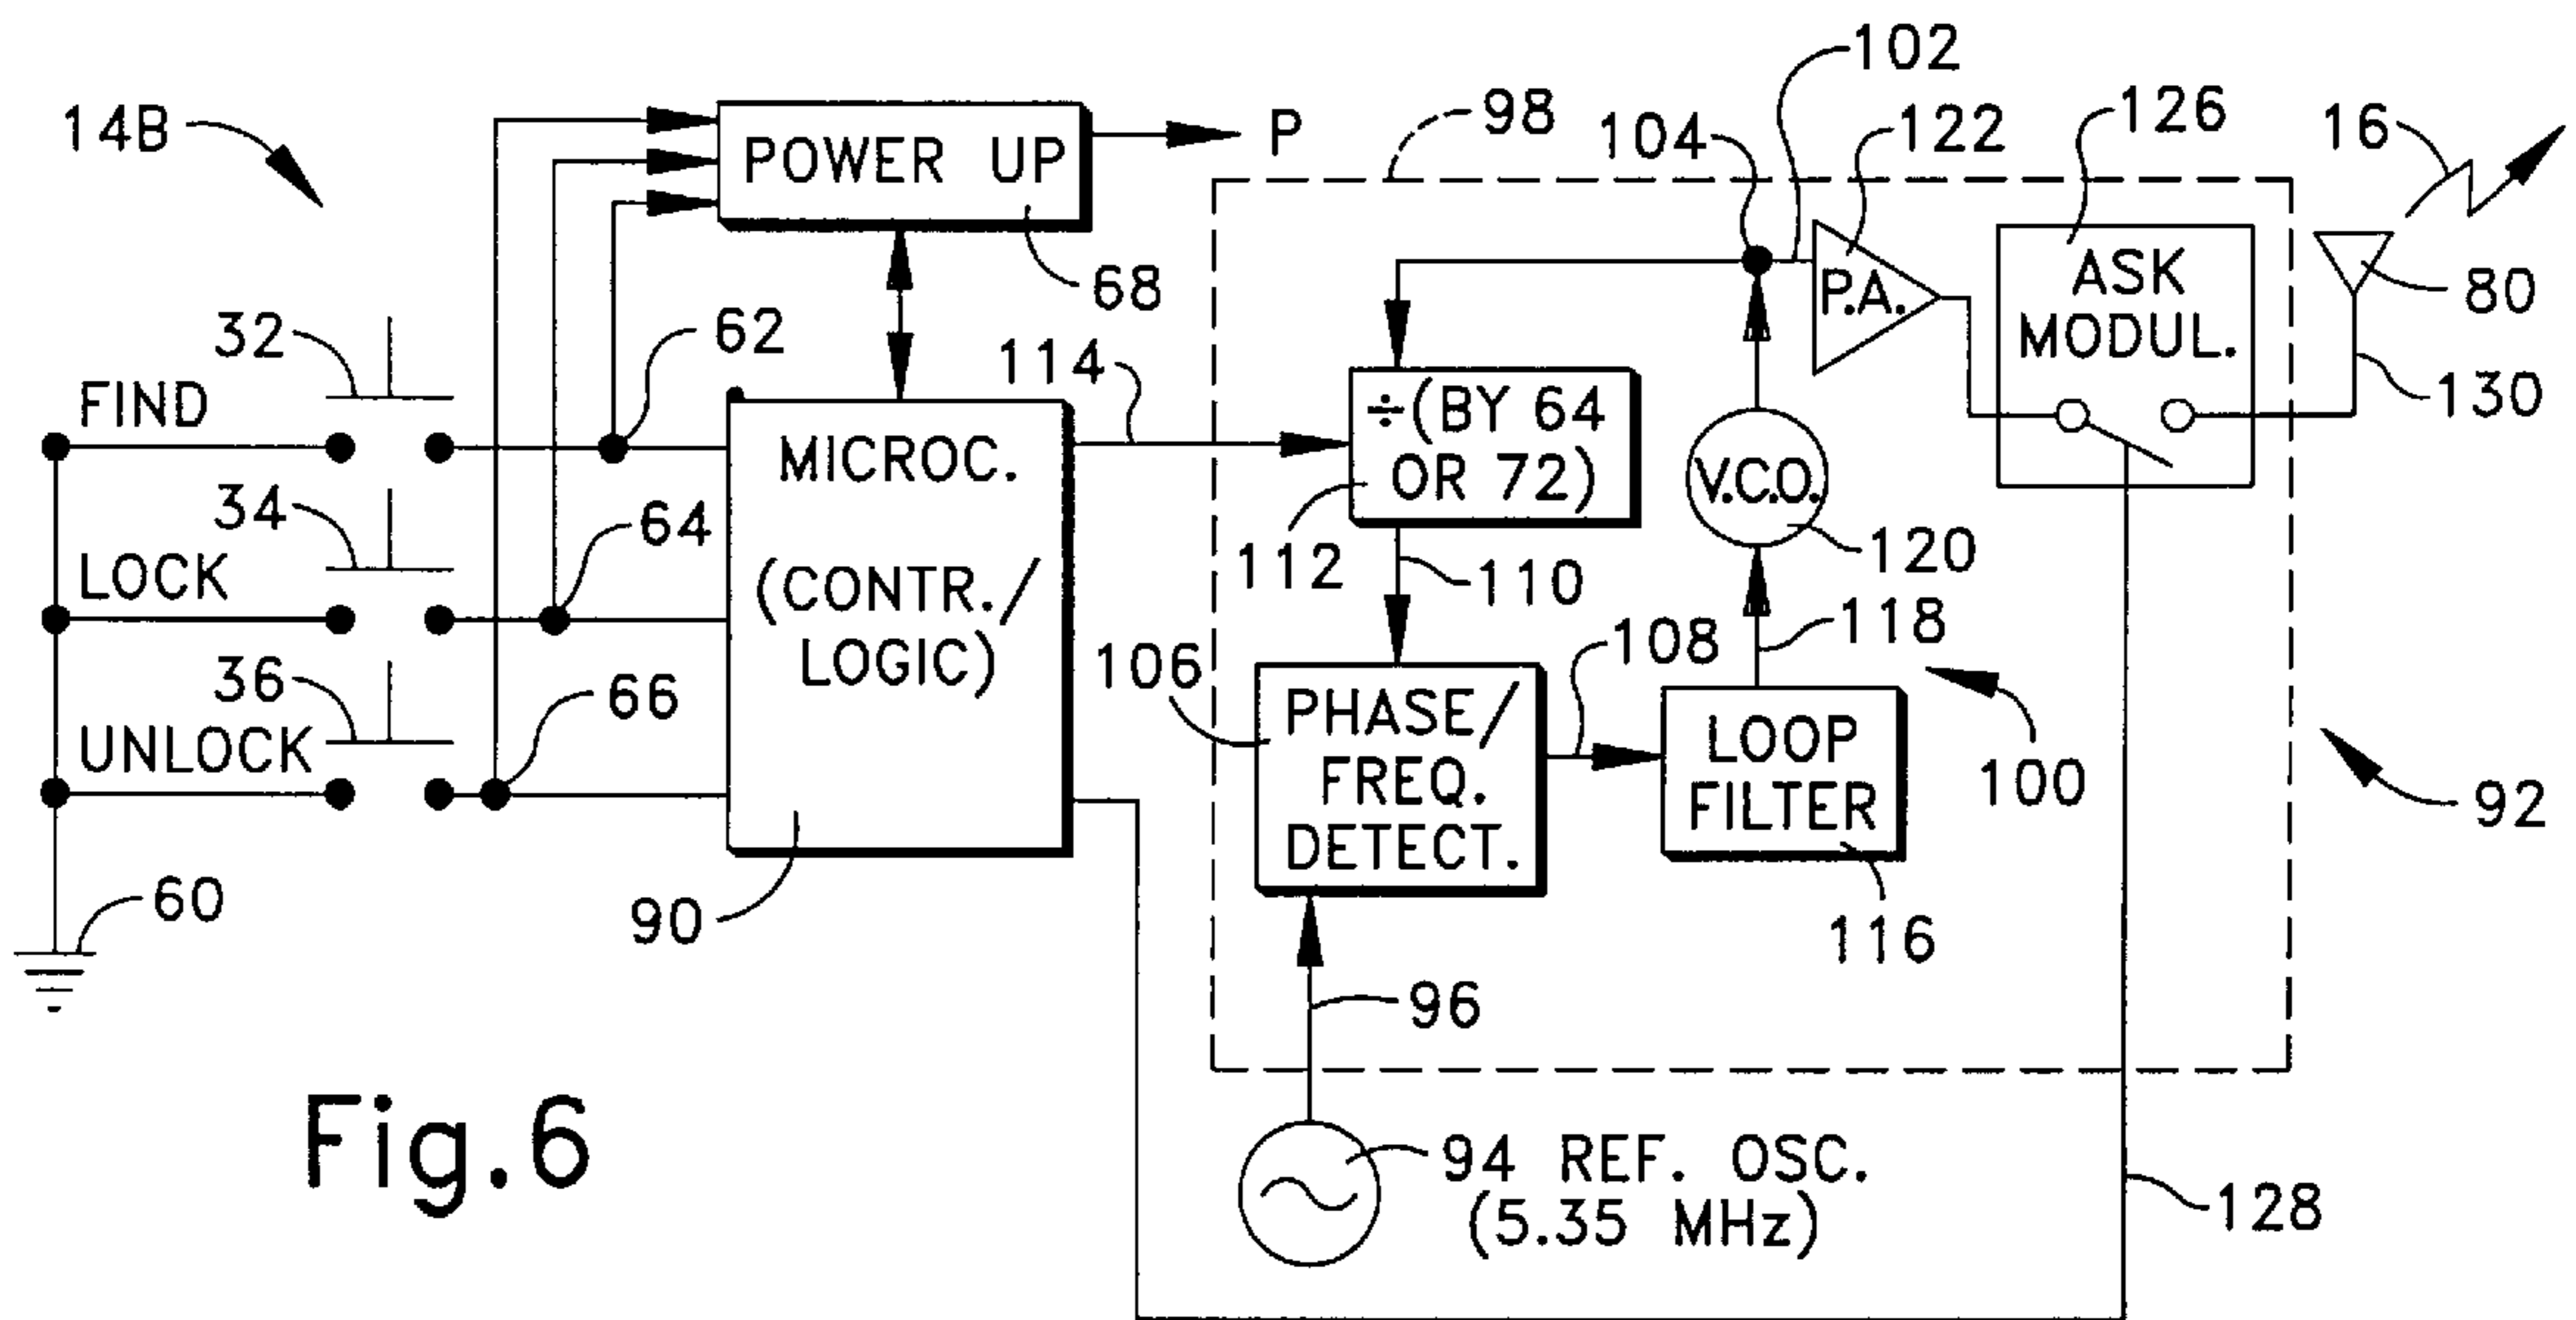 102
14B
POWER UP
P
98
104
122
126
16
68
P.A.
ASK
MODUL.
80
32
62
114
130
FIND
MICROC.
÷(BY 64
OR 72)
V.C.O.
34
64
112
110
120
LOCK
(CONTR./
LOGIC)
106
108
118
36
66
UNLOCK
PHASE/
FREQ.
DETECT.
LOOP
FILTER
100
92
60
90
116
96
Fig.6
94 REF. OSC.
(5.35 MHz)
128